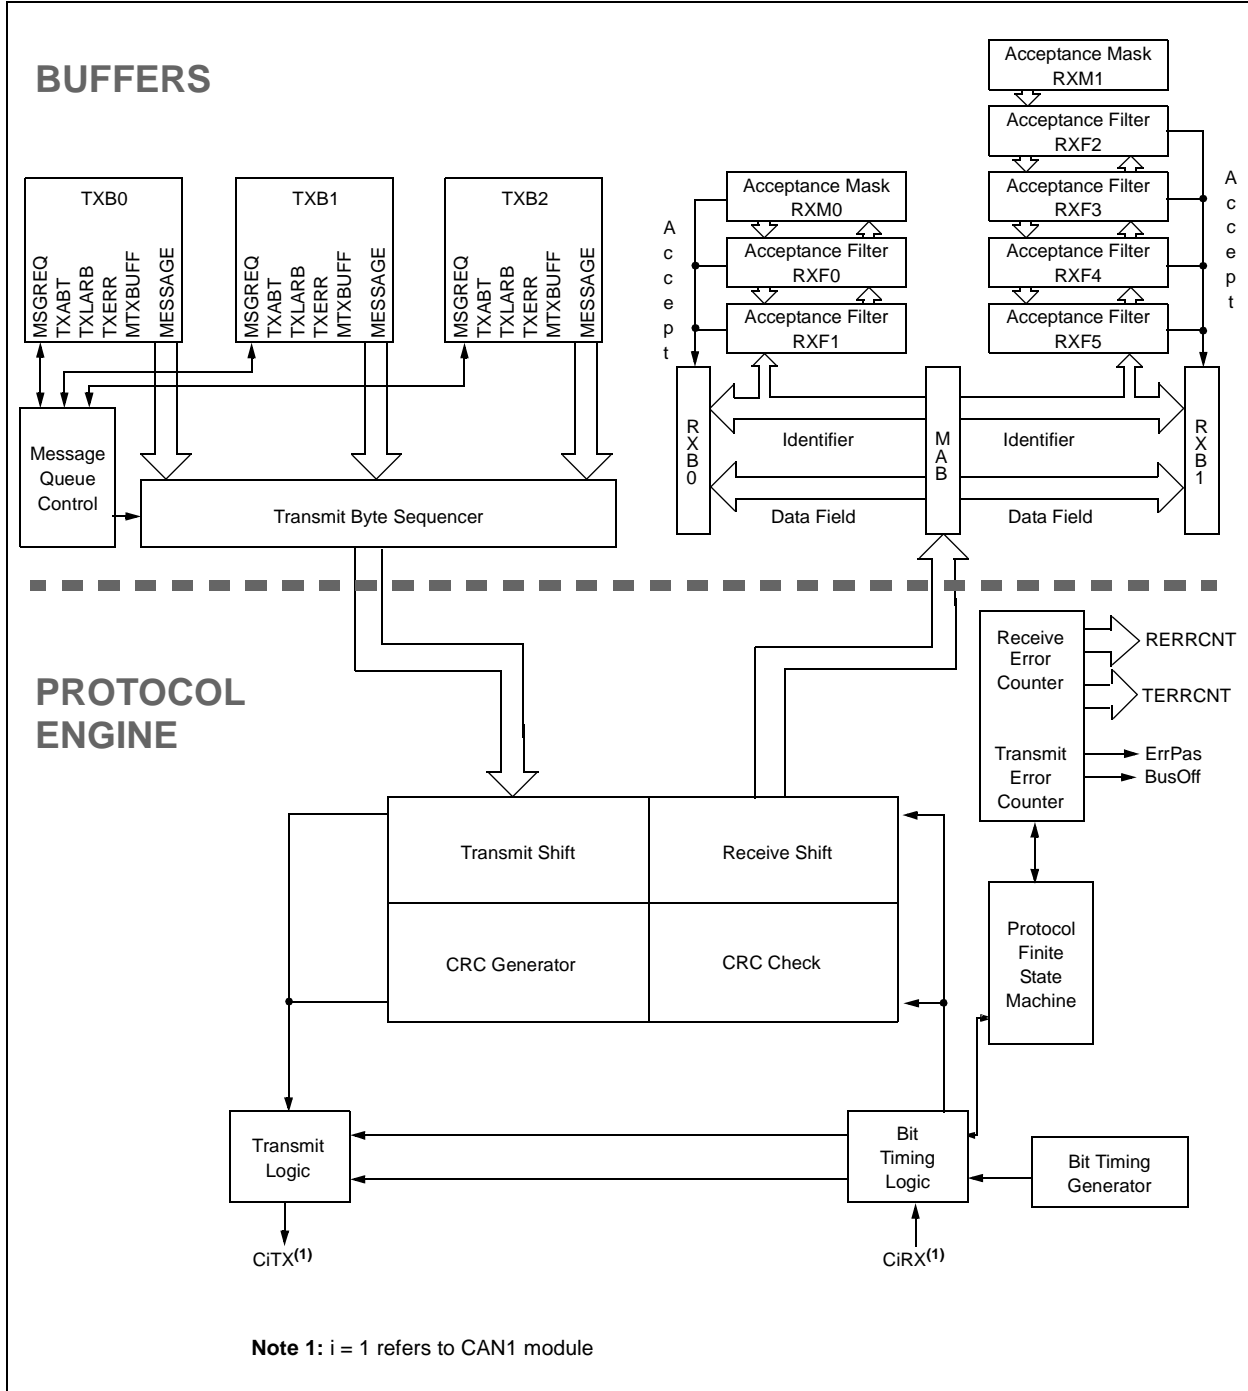 BUFFERS
Acceptance Mask
RXM1
Acceptance Filter
RXF2
Acceptance Filter
RXF3
Acceptance Filter
RXF4
Acceptance Filter
RXF5
Accept
Acceptance Mask
RXM0
Acceptance Filter
RXF0
Acceptance Filter
RXF1
Accept
TXB0
MSGREQ
TXABT
TXLARB
TXERR
MTXBUFF
MESSAGE
TXB1
MSGREQ
TXABT
TXLARB
TXERR
MTXBUFF
MESSAGE
TXB2
MSGREQ
TXABT
TXLARB
TXERR
MTXBUFF
MESSAGE
Message
Queue
Control
Transmit Byte Sequencer
RXB0
Identifier
Data Field
MAB
Identifier
Data Field
RXB1
PROTOCOL
ENGINE
Receive
Error
Counter
Transmit
Error
Counter
RERRCNT
TERRCNT
ErrPas
BusOff
Transmit Shift
Receive Shift
CRC Generator
CRC Check
Protocol
Finite
State
Machine
Transmit
Logic
Bit
Timing
Logic
Bit Timing
Generator
CiTX(1)
CiRX(1)
Note 1: i = 1 refers to CAN1 module